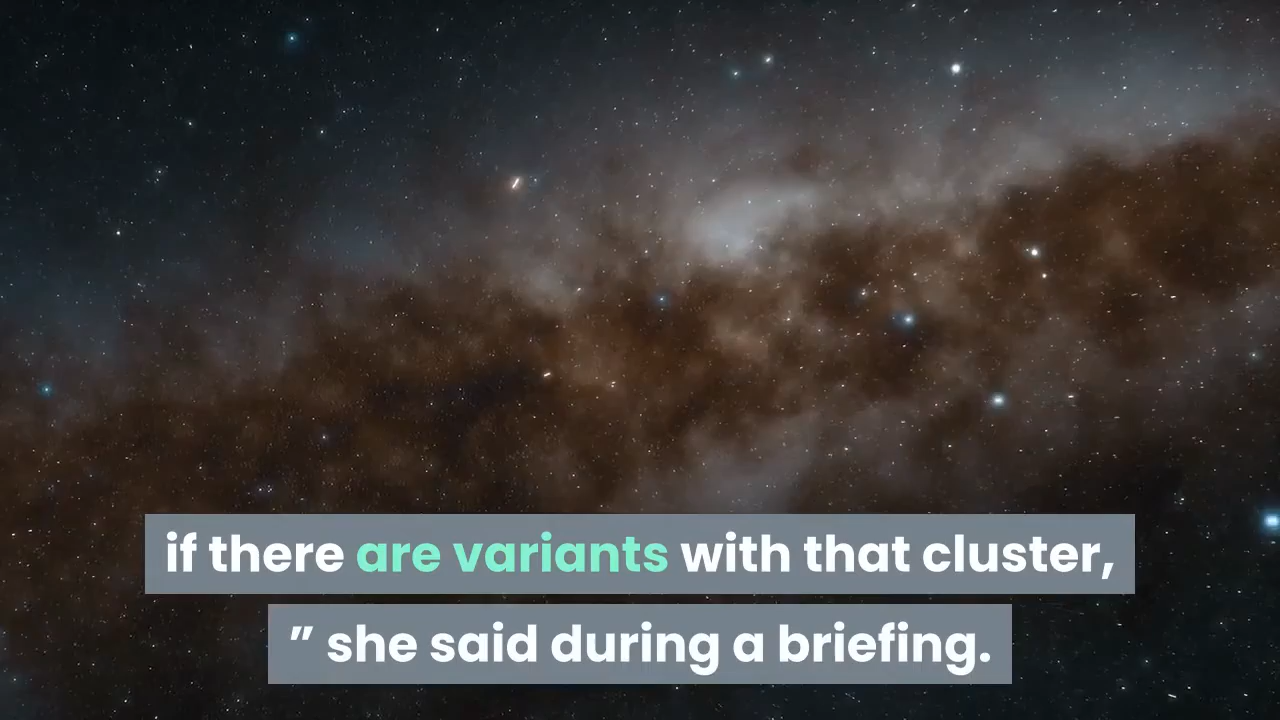 if there are variants with that cluster,
” she said during a briefing.